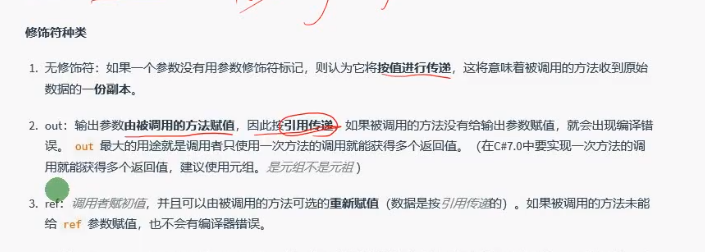 修饰符种类
1. 无修饰符：如果一个参数没有用参数修饰符标记，则认为它将按值进行传递，这将意味着被调用的方法收到原始
数据的一份副本。
2. out：输出参数由被调用的方法赋值，因此按引用传递。如果被调用的方法没有给输出参数赋值，就会出现编译错
误。 out 最大的用途就是调用者只使用一次方法的调用就能获得多个返回值。（在C#7.0中要实现一次方法的调
用就能获得多个返回值，建议使用元组。是元组不是元祖 ）
3. ref：调用者赋初值，并且可以由被调用的方法可选的重新赋值（数据是按引用传递的）。如果被调用的方法未能
给 ref 参数赋值，也不会有编译器错误。